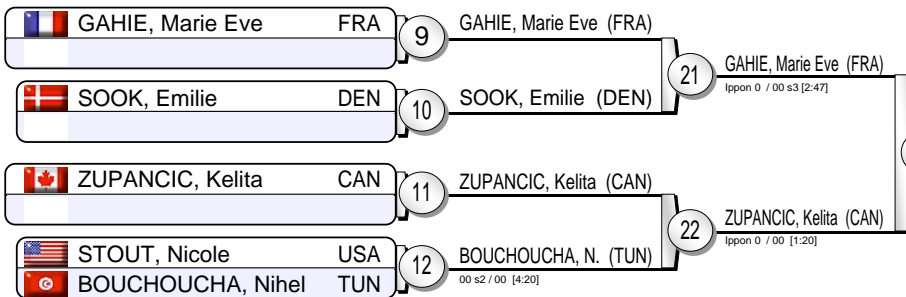 GAHIE, Marie Eve FRA
9
GAHIE, Marie Eve (FRA)
21
GAHIE, Marie Eve (FRA)
Ippon 0 / 00 s3 [2:47]
SOOK, Emilie DEN
10
SOOK, Emilie (DEN)
ZUPANCIC, Kelita CAN
11
ZUPANCIC, Kelita (CAN)
22
ZUPANCIC, Kelita (CAN)
Ippon 0 / 00 [1:20]
STOUT, Nicole USA
12
BOUCHOUCHA, N. (TUN)
00 s2 / 00 [4:20]
BOUCHOUCHA, Nihel TUN